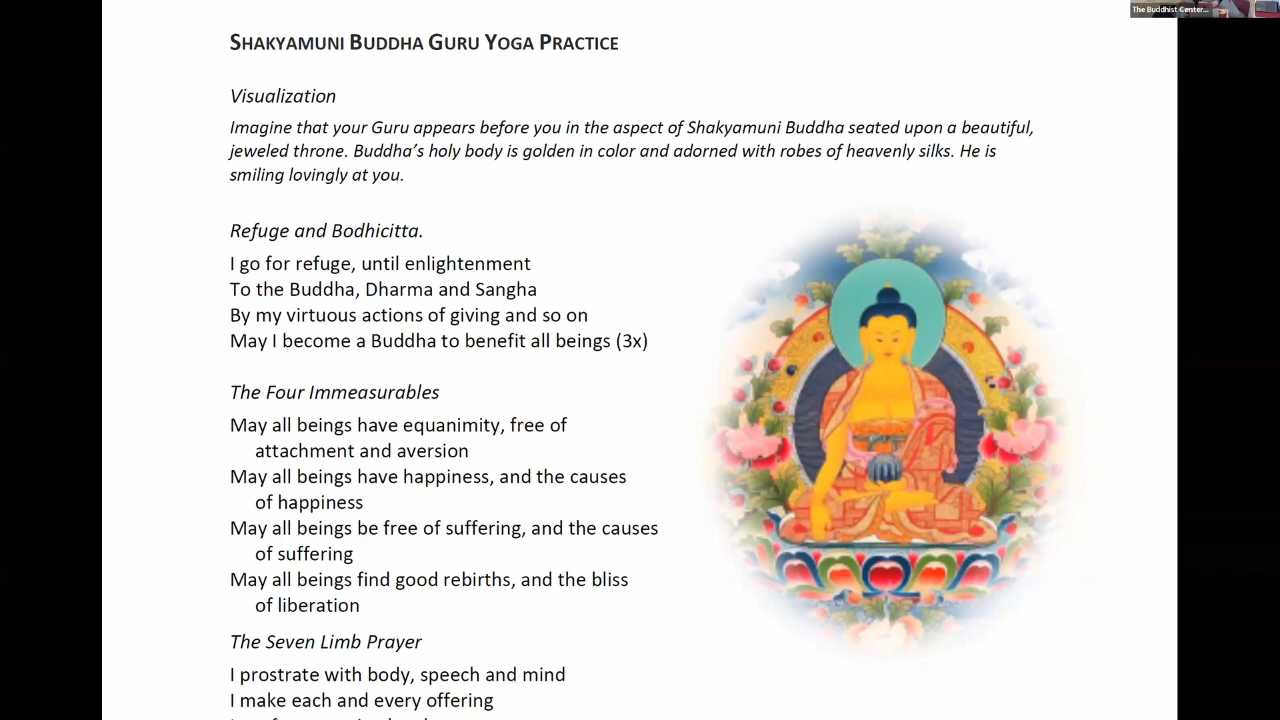 The Buddhist Center...
SHAKYAMUNI BUDDHA GURU YOGA PRACTICE
Visualization
Imagine that your Guru appears before you in the aspect of Shakyamuni Buddha seated upon a beautiful,
jeweled throne. Buddha’s holy body is golden in color and adorned with robes of heavenly silks. He is
smiling lovingly at you.
Refuge and Bodhicitta.
I go for refuge, until enlightenment
To the Buddha, Dharma and Sangha
By my virtuous actions of giving and so on
May I become a Buddha to benefit all beings (3x)
The Four Immeasurables
May all beings have equanimity, free of
attachment and aversion
May all beings have happiness, and the causes
of happiness
May all beings be free of suffering, and the causes
of suffering
May all beings find good rebirths, and the bliss
of liberation
The Seven Limb Prayer
I prostrate with body, speech and mind
I make each and every offering